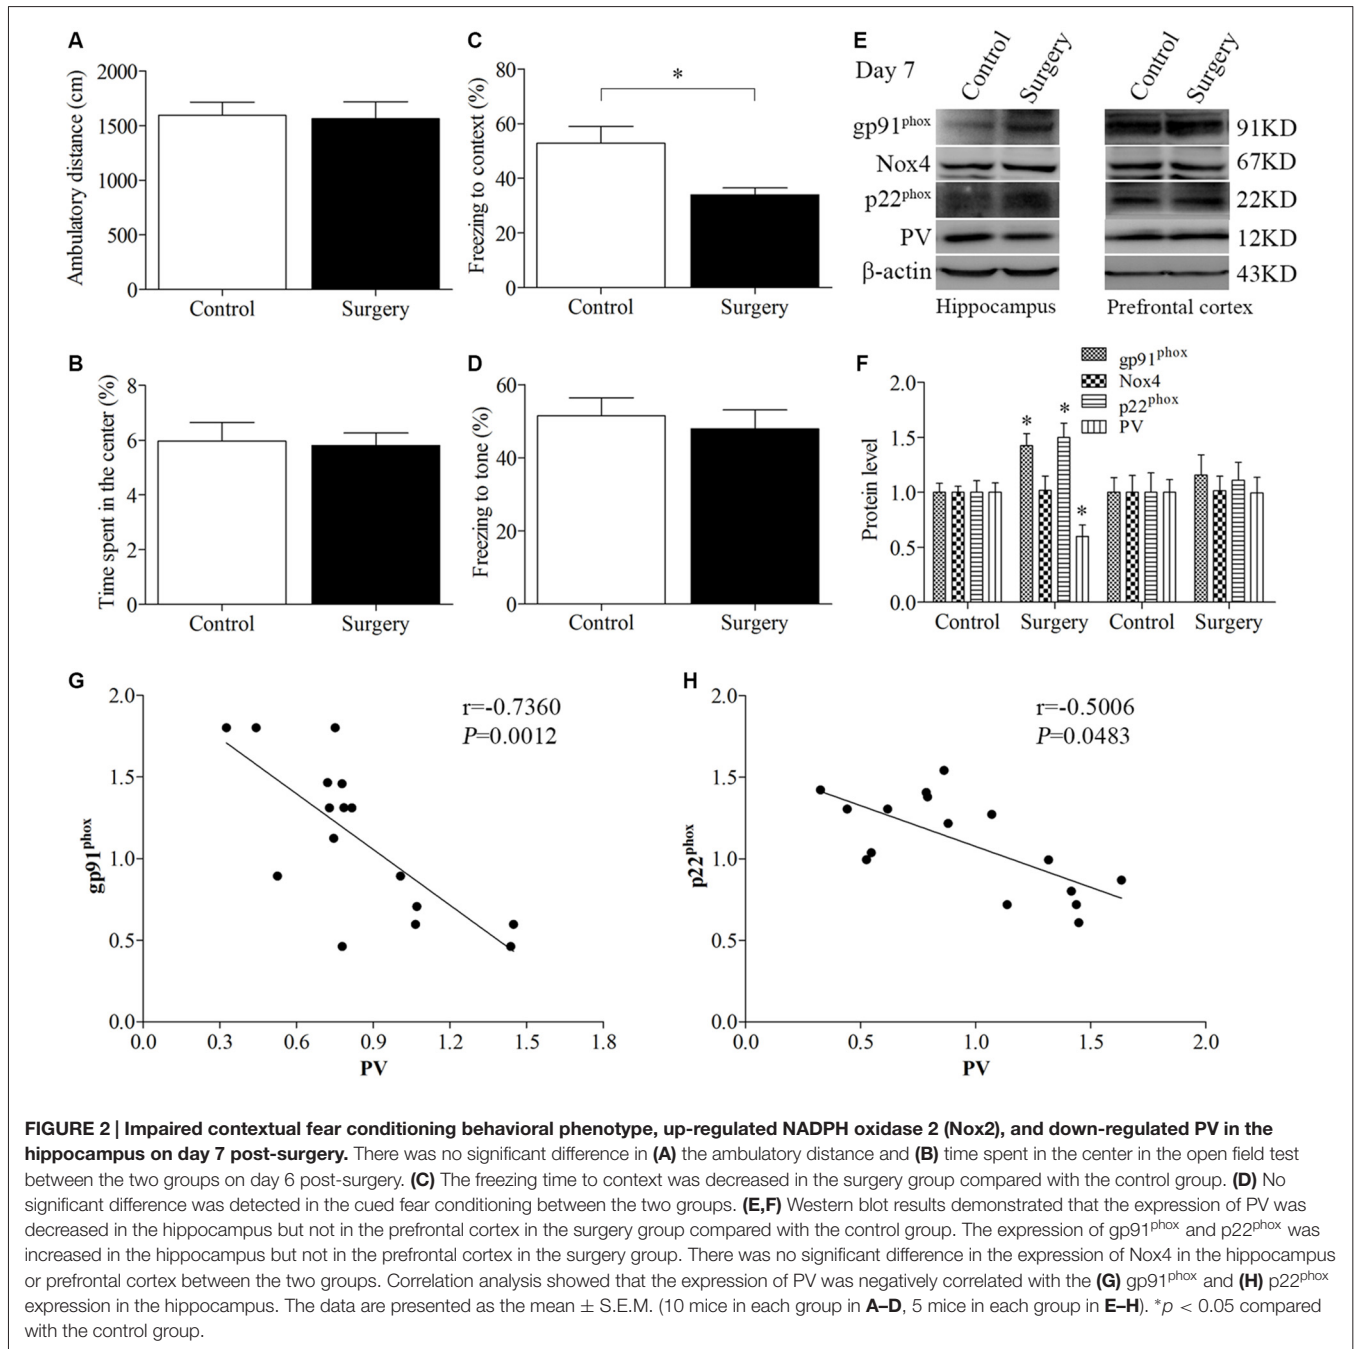 A
Ambulatory distance (cm)
2000
1500
1000
500
0
Control
Surgery
C
Freezing to context (%)
80
60
40
20
0
*
Control
Surgery
E
Day 7
Control
Surgery
Control
Surgery
gp91phox
91KD
Nox4
67KD
p22phox
22KD
PV
12KD
β-actin
43KD
Hippocampus
Prefrontal cortex
B
Time spent in the center (%)
8
6
4
2
0
Control
Surgery
D
Freezing to tone (%)
60
40
20
0
Control
Surgery
F
gp91phox
Nox4
p22phox
PV
Protein level
2.0
1.5
1.0
0.5
0.0
*
*
*
Control
Surgery
Control
Surgery
G
r=-0.7360
P=0.0012
gp91phox
2.0
1.5
1.0
0.5
0.0
0.0
0.3
0.6
0.9
1.2
1.5
1.8
PV
H
r=-0.5006
P=0.0483
p22phox
2.0
1.5
1.0
0.5
0.0
0.0
0.5
1.0
1.5
2.0
PV
FIGURE 2 | Impaired contextual fear conditioning behavioral phenotype, up-regulated NADPH oxidase 2 (Nox2), and down-regulated PV in the
hippocampus on day 7 post-surgery. There was no significant difference in (A) the ambulatory distance and (B) time spent in the center in the open field test
between the two groups on day 6 post-surgery. (C) The freezing time to context was decreased in the surgery group compared with the control group. (D) No
significant difference was detected in the cued fear conditioning between the two groups. (E,F) Western blot results demonstrated that the expression of PV was
decreased in the hippocampus but not in the prefrontal cortex in the surgery group compared with the control group. The expression of gp91phox and p22phox was
increased in the hippocampus but not in the prefrontal cortex in the surgery group. There was no significant difference in the expression of Nox4 in the hippocampus
or prefrontal cortex between the two groups. Correlation analysis showed that the expression of PV was negatively correlated with the (G) gp91phox and (H) p22phox
expression in the hippocampus. The data are presented as the mean ± S.E.M. (10 mice in each group in A–D, 5 mice in each group in E–H). *p < 0.05 compared
with the control group.